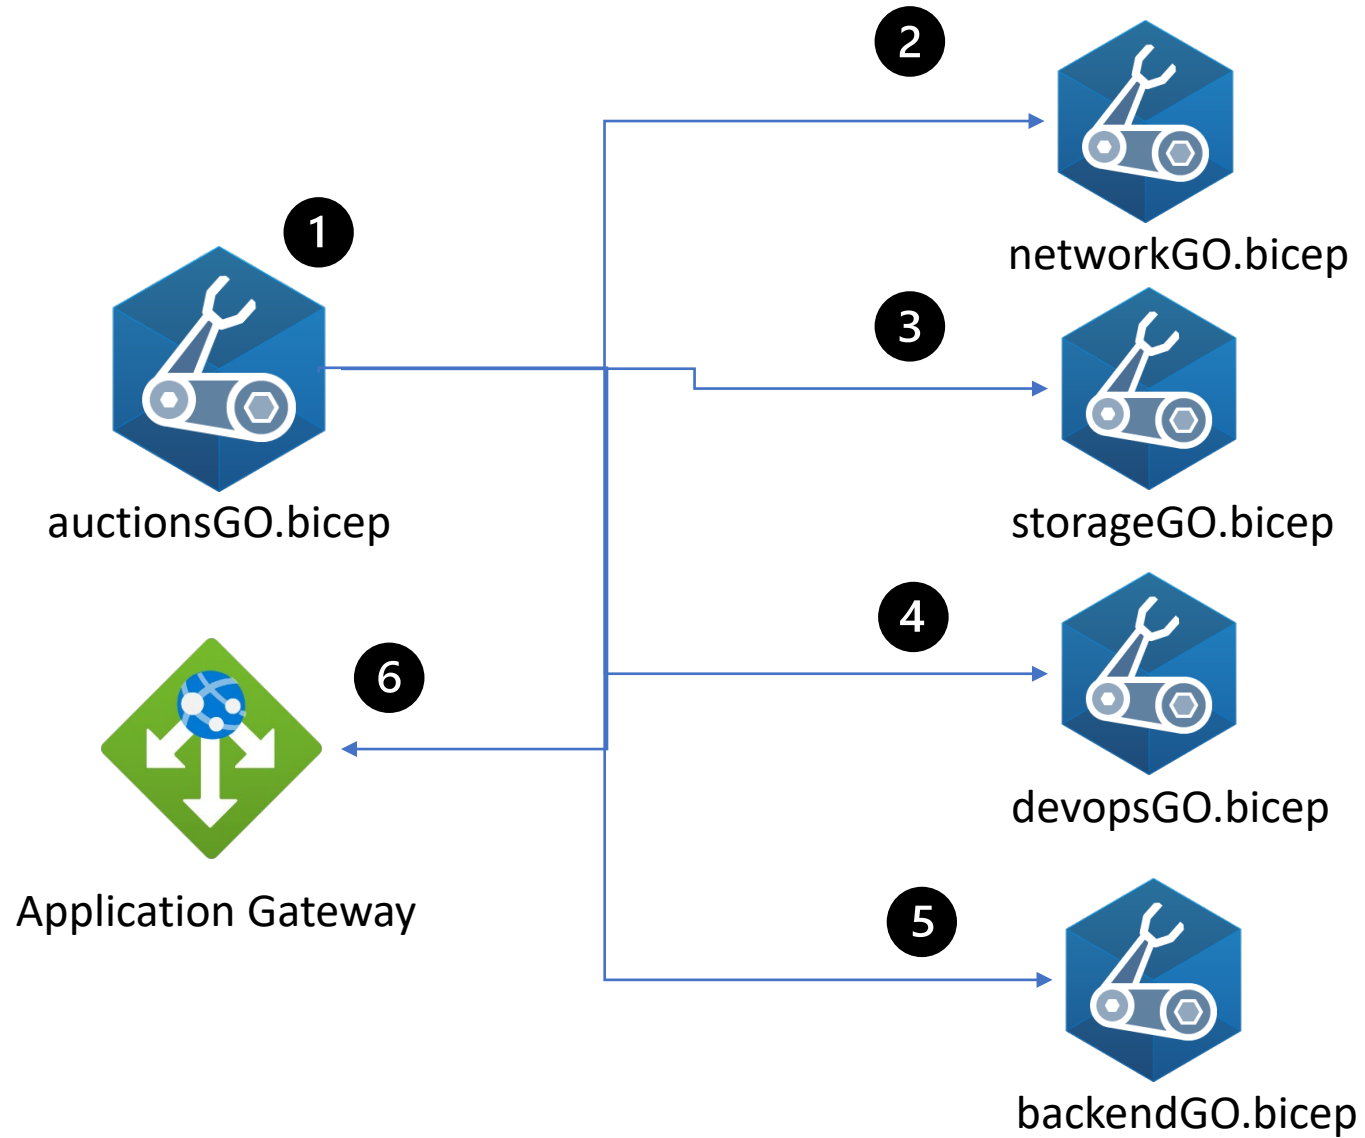 1
auctionsGO.bicep
2
networkGO.bicep
3
storageGO.bicep
4
devopsGO.bicep
5
backendGO.bicep
6
Application Gateway